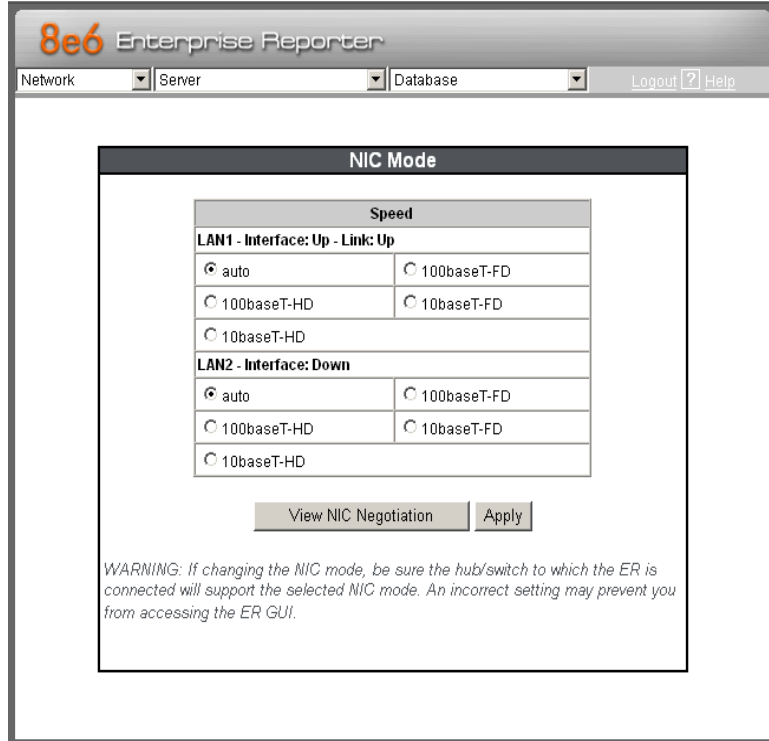 8e6 Enterprise Reporter
Network Server Database Logout ? Help
NIC Mode
Speed
LAN1 - Interface: Up - Link: Up
auto 100baseT-FD
100baseT-HD 10baseT-FD
10baseT-HD
LAN2 - Interface: Down
auto 100baseT-FD
100baseT-HD 10baseT-FD
10baseT-HD
View NIC Negotiation Apply
WARNING: If changing the NIC mode, be sure the hub/switch to which the ER is
connected will support the selected NIC mode. An incorrect setting may prevent you
from accessing the ER GUI.